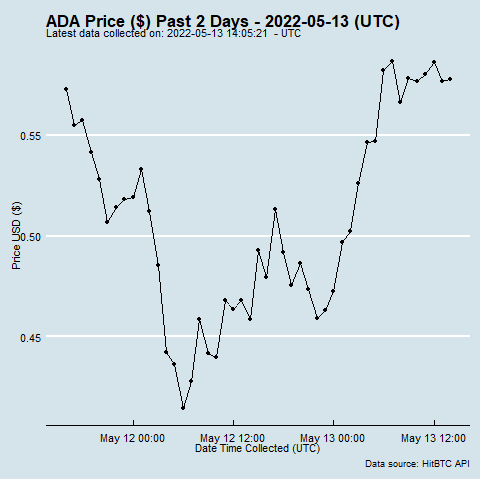 ADA Price ($) Past 2 Days - 2022-05-13 (UTC)
Latest data collected on: 2022-05-13 14:05:21 - UTC
0.55
0.50
0.45
Price USD ($)
May 12 00:00 May 12 12:00 May 13 00:00 May 13 12:00
Date Time Collected (UTC)
Data source: HitBTC API